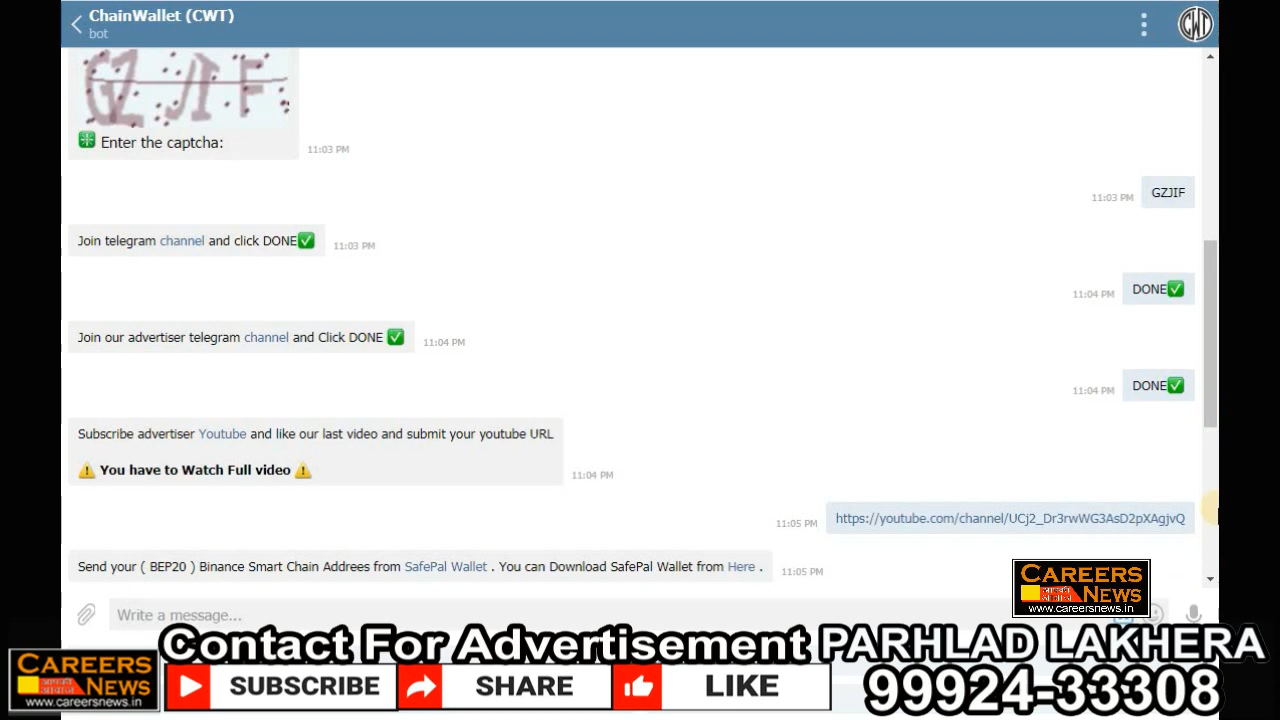 ChainWallet (CWT)
bot
CWT
GZJIF
Enter the captcha:
11:03 PM
11:03 PM
GZJIF
Join telegram channel and click DONE✅
11:03 PM
11:04 PM
DONE✅
Join our advertiser telegram channel and Click DONE ✅
11:04 PM
11:04 PM
DONE✅
Subscribe advertiser Youtube and like our last video and submit your youtube URL
⚠️ You have to Watch Full video ⚠️
11:04 PM
11:05 PM
https://youtube.com/channel/UCj2_Dr3rwWG3AsD2pXAgjvQ
Send your ( BEP20 ) Binance Smart Chain Addrees from SafePal Wallet . You can Download SafePal Wallet from Here .
11:05 PM
CAREERS
NEWS
www.careersnews.in
Write a message...
Contact For Advertisement PARHLAD LAKHERA
CAREERS
NEWS
www.careersnews.in
SUBSCRIBE
SHARE
LIKE
99924-33308